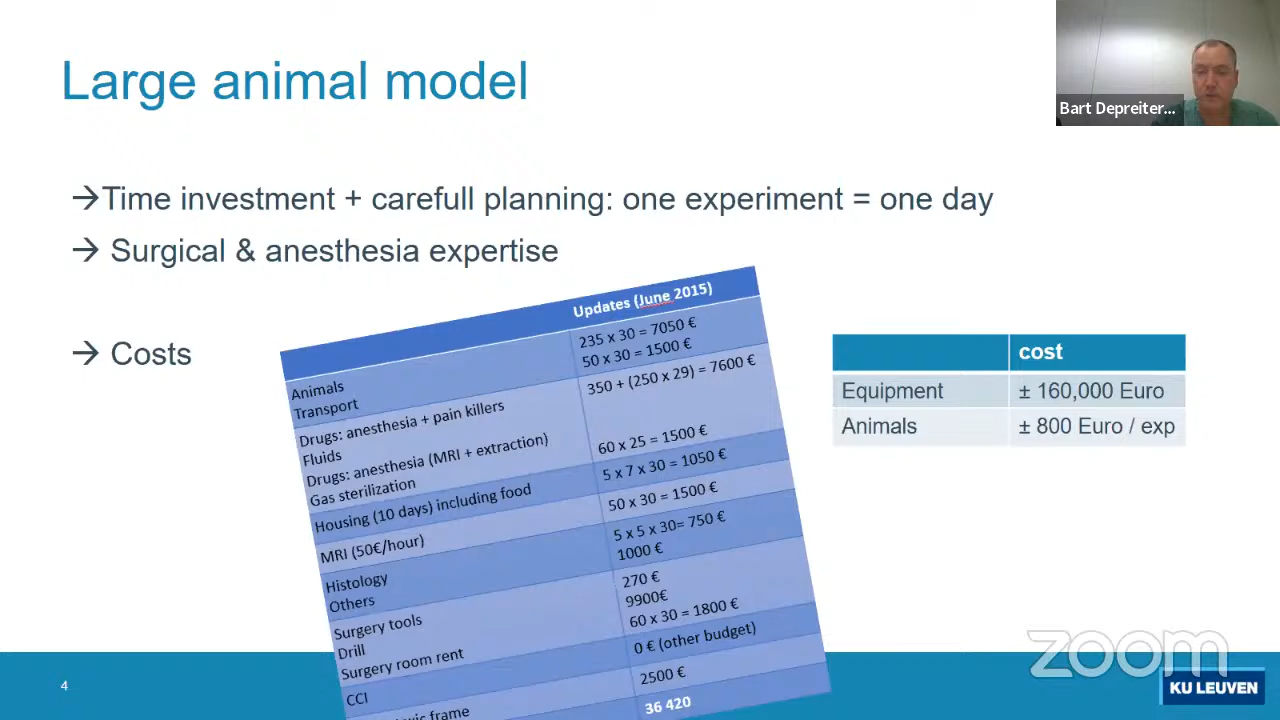 Large animal model
Bart Depreiter...
→Time investment + carefull planning: one experiment = one day
→ Surgical & anesthesia expertise
→ Costs
Updates (June 2015)
Animals
Transport
235 x 30 = 7050 €
50 x 30 = 1500 €
Drugs: anesthesia + pain killers
Fluids
Drugs: anesthesia (MRI + extraction)
Gas sterilization
350 + (250 x 29) = 7600 €
60 x 25 = 1500 €
Housing (10 days) including food
5 x 7 x 30 = 1050 €
MRI (50€/hour)
50 x 30 = 1500 €
Histology
Others
5 x 5 x 30= 750 €
1000 €
Surgery tools
Drill
Surgery room rent
270 €
9900€
60 x 30 = 1800 €
CCI
0 € (other budget)
frame
2500 €
36 420
cost
Equipment ± 160,000 Euro
Animals ± 800 Euro / exp
zoom
4
KU LEUVEN